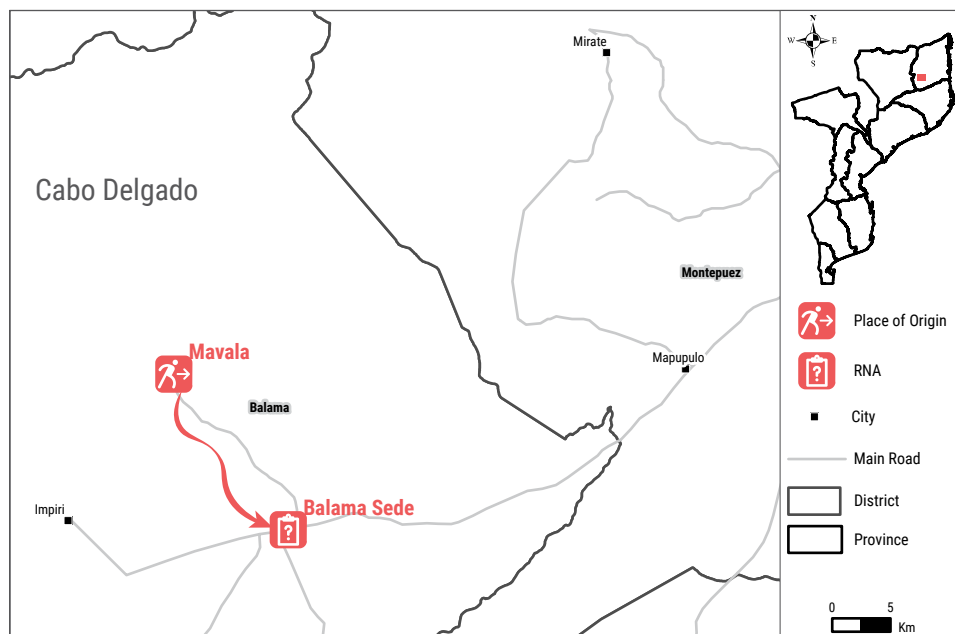 Mirate
Cabo Delgado
Montepuez
Mavala
Mapupulo
Balama
Balama Sede
Impiri
N
W
E
S
Place of Origin
RNA
City
Main Road
District
Province
0 5
Km